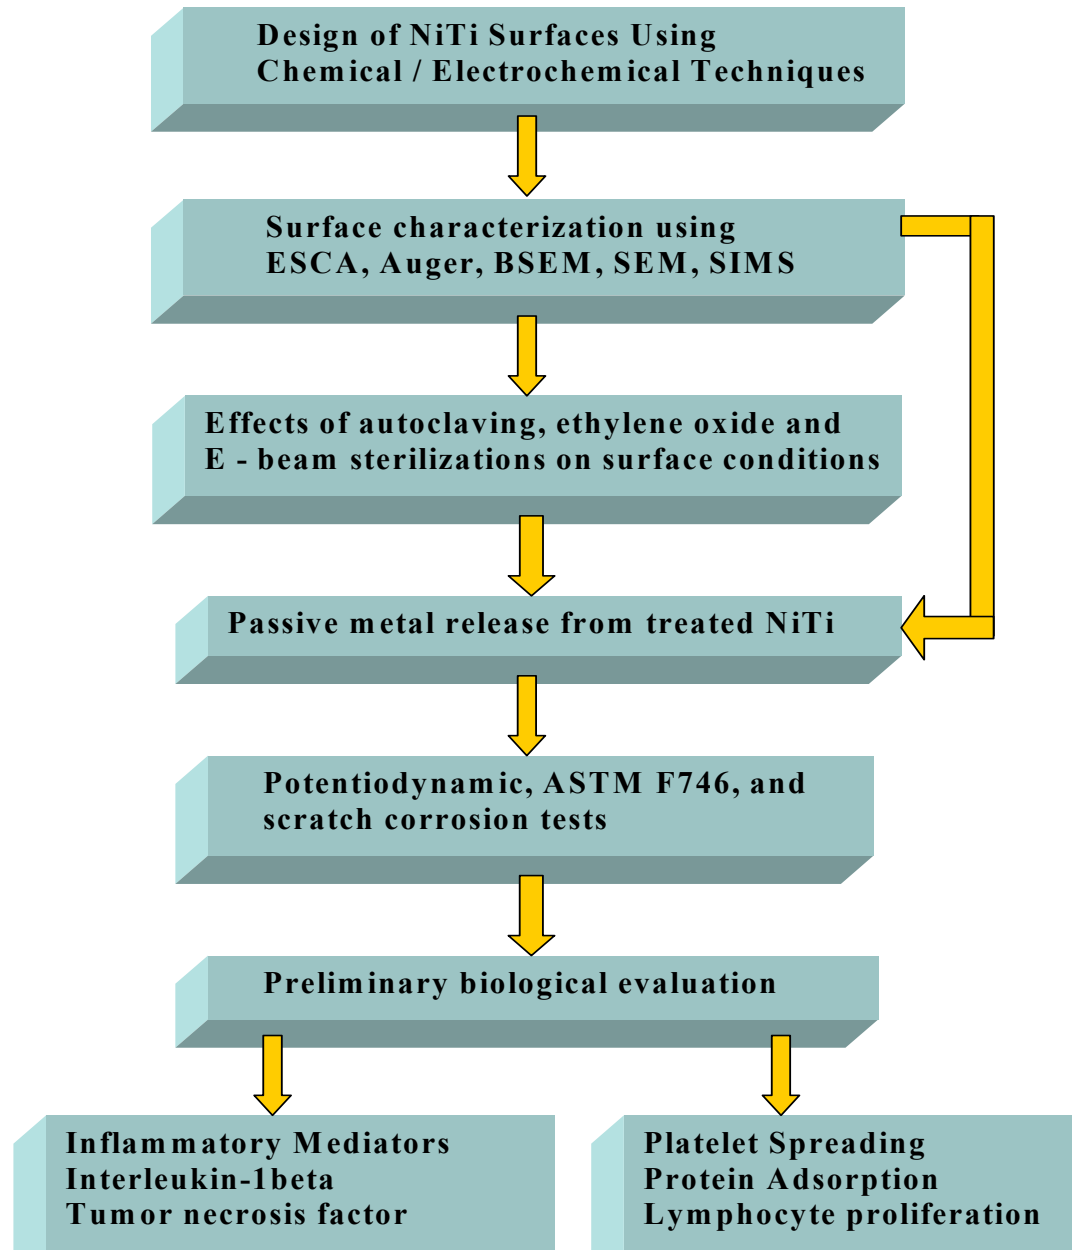 Design of NiTi Surfaces Using
Chemical / Electrochemical Techniques
Surface characterization using
ESCA, Auger, BSEM, SEM, SIMS
Effects of autoclaving, ethylene oxide and
E - beam sterilizations on surface conditions
Passive metal release from treated NiTi
Potentiodynamic, ASTM F746, and
scratch corrosion tests
Preliminary biological evaluation
Inflammatory Mediators
Interleukin-1beta
Tumor necrosis factor
Platelet Spreading
Protein Adsorption
Lymphocyte proliferation